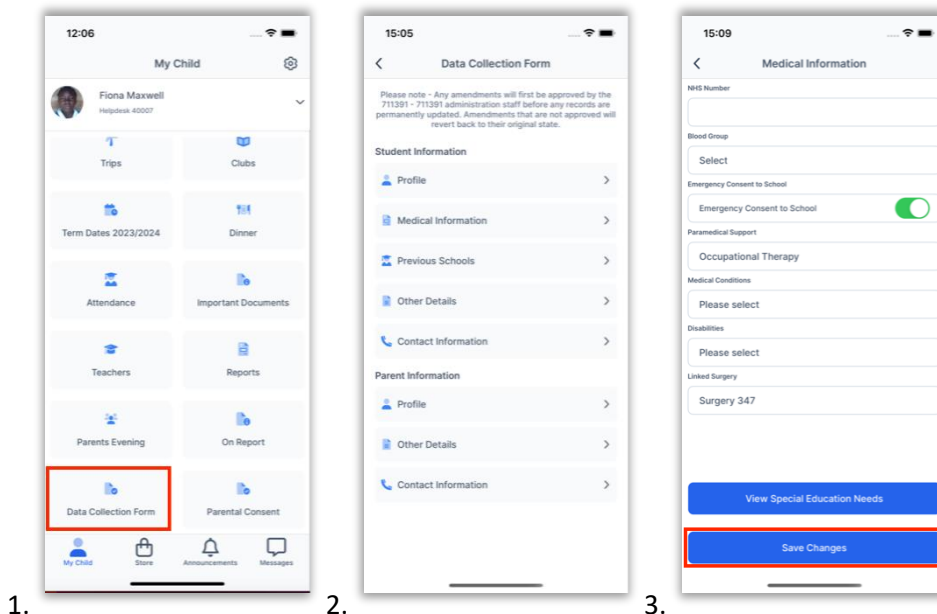 12:06
My Child
Fiona Maxwell
Helpdesk 40007
Trips
Clubs
Term Dates 2023/2024
Dinner
Attendance
Important Documents
Teachers
Reports
Parents Evening
On Report
Data Collection Form
Parental Consent
My Child
Store
Announcements
Messages
1.
15:05
Data Collection Form
Please note - Any amendments will first be approved by the
711391 - 711391 administration staff before any records are
permanently updated. Amendments that are not approved will
revert back to their original state.
Student Information
Profile
Medical Information
Previous Schools
Other Details
Contact Information
Parent Information
Profile
Other Details
Contact Information
2.
15:09
Medical Information
NHS Number
Blood Group
Select
Emergency Consent to School
Emergency Consent to School
Paramedical Support
Occupational Therapy
Medical Conditions
Please select
Disabilities
Please select
Linked Surgery
Surgery 347
View Special Education Needs
Save Changes
3.